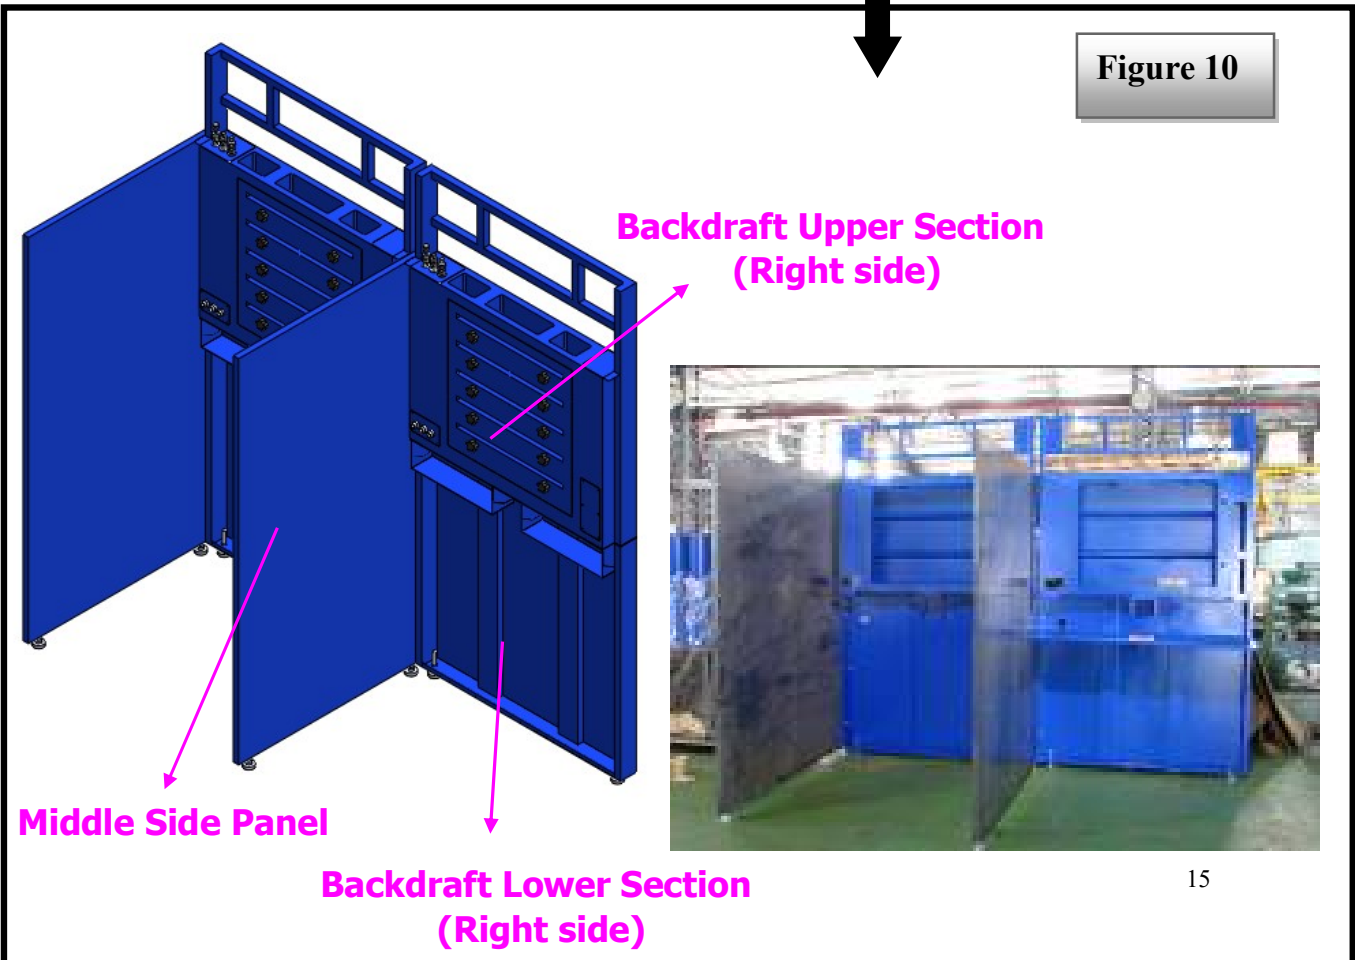 Figure 10
Backdraft Upper Section
(Right side)
Middle Side Panel
Backdraft Lower Section
(Right side)
15